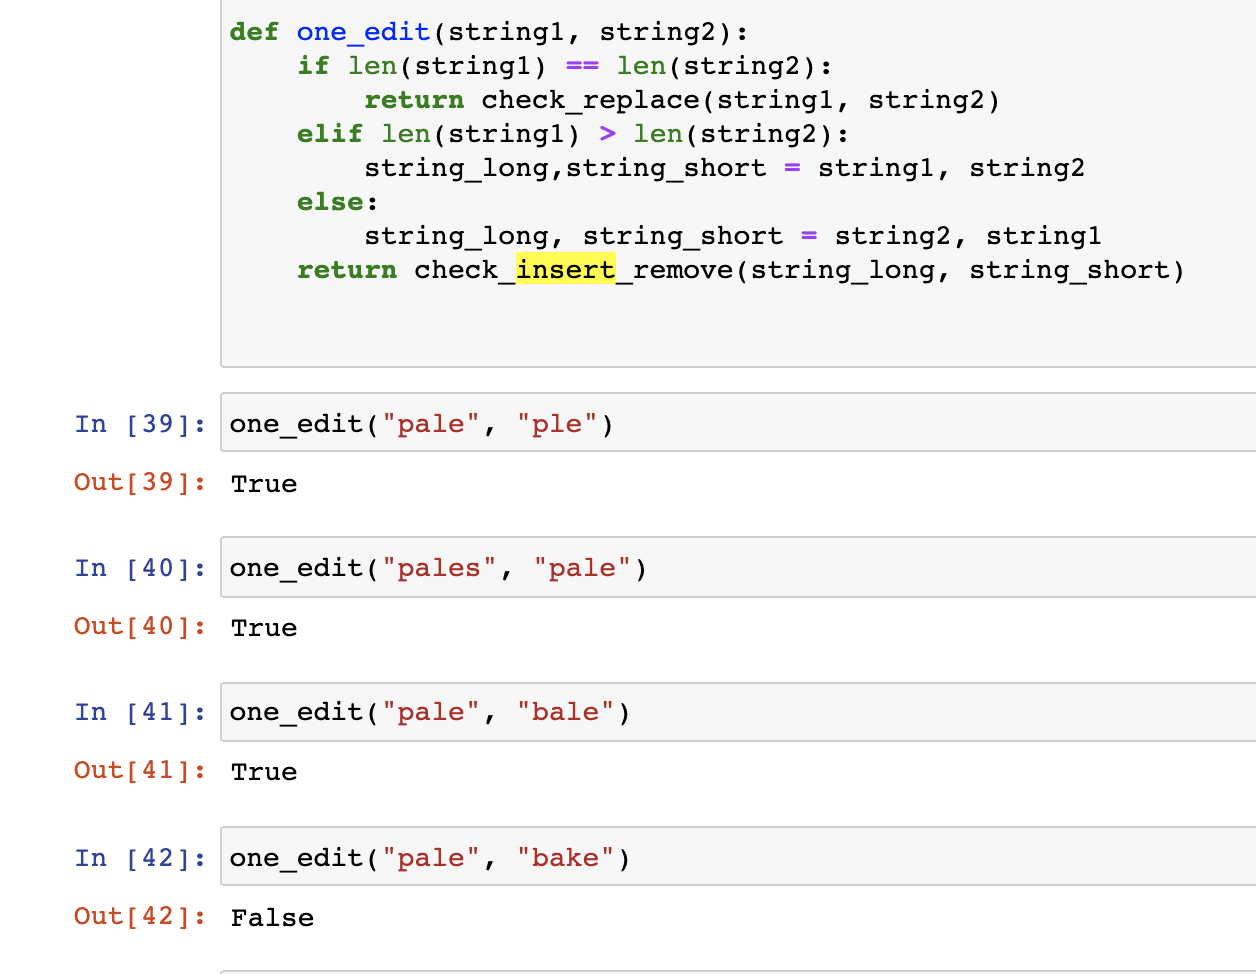 def one_edit(string1, string2):
    if len(string1) == len(string2):
        return check_replace(string1, string2)
    elif len(string1) > len(string2):
        string_long,string_short = string1, string2
    else:
        string_long, string_short = string2, string1
    return check_insert_remove(string_long, string_short)
In [39]: one_edit("pale", "ple")
Out[39]: True
In [40]: one_edit("pales", "pale")
Out[40]: True
In [41]: one_edit("pale", "bale")
Out[41]: True
In [42]: one_edit("pale", "bake")
Out[42]: False